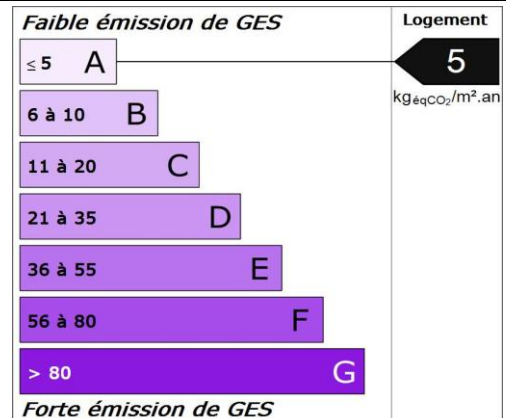 Faible émission de GES
Logement
≤ 5 A
5
kgéqCO₂/m².an
6 à 10 B
11 à 20 C
21 à 35 D
36 à 55 E
56 à 80 F
> 80 G
Forte émission de GES